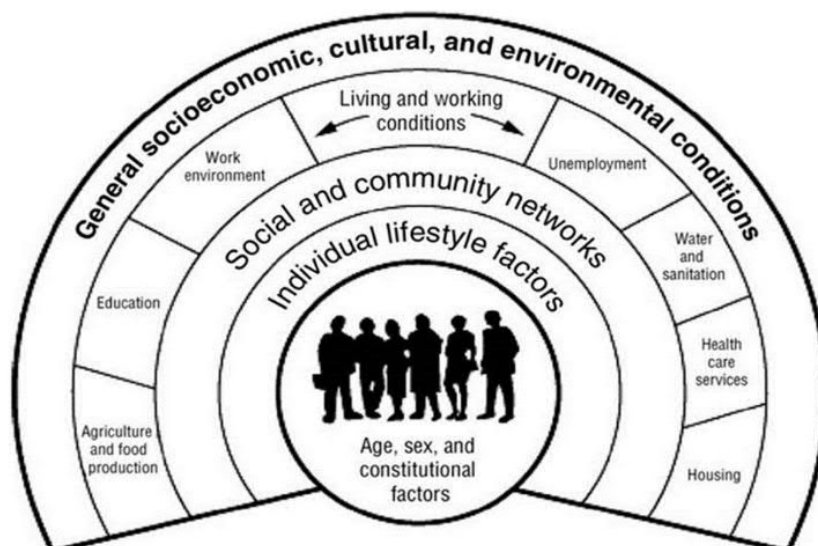 General socioeconomic, cultural, and environmental conditions
Living and working
conditions
Work
environment
Unemployment
Social and community networks
Individual lifestyle factors
Education
Water
and
sanitation
Agriculture
and food
production
Health
care
services
Housing
Age, sex, and
constitutional
factors